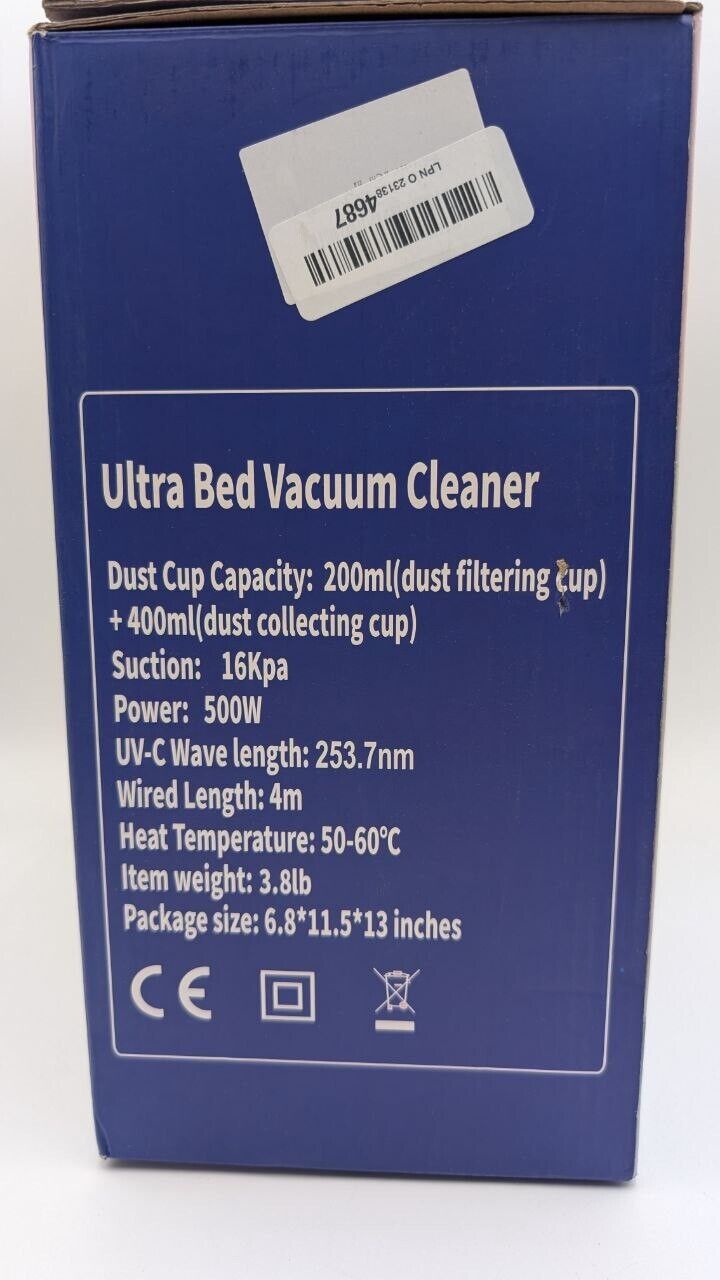 LPN O 231384687
Ultra Bed Vacuum Cleaner
Dust Cup Capacity: 200ml(dust filtering cup)
+ 400ml(dust collecting cup)
Suction: 16Kpa
Power: 500W
UV-C Wave length: 253.7nm
Wired Length: 4m
Heat Temperature: 50-60℃
Item weight: 3.8lb
Package size: 6.8*11.5*13 inches
CE